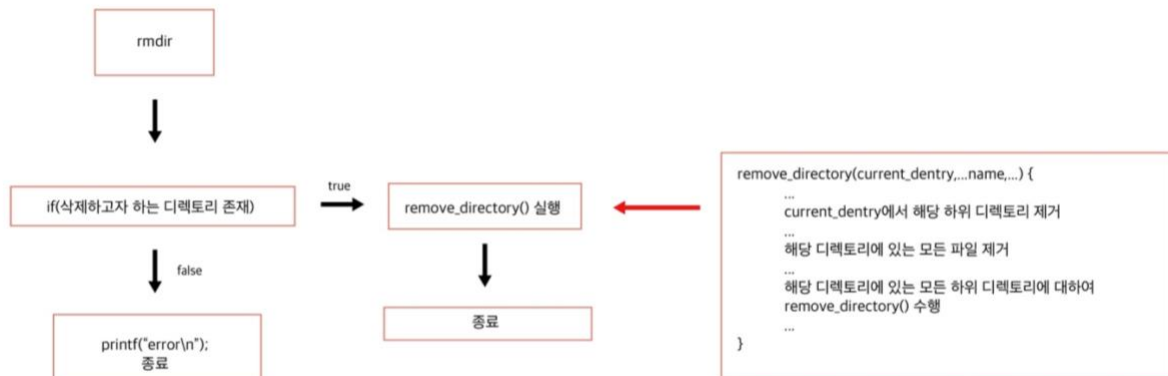 rmdir
if(삭제하고자 하는 디렉토리 존재)
true
remove_directory() 실행
false
printf("error\n");
종료
종료
remove_directory(current_dentry,...name,...) {
...
current_dentry에서 해당 하위 디렉토리 제거
...
해당 디렉토리에 있는 모든 파일 제거
...
해당 디렉토리에 있는 모든 하위 디렉토리에 대하여
remove_directory() 수행
...
}